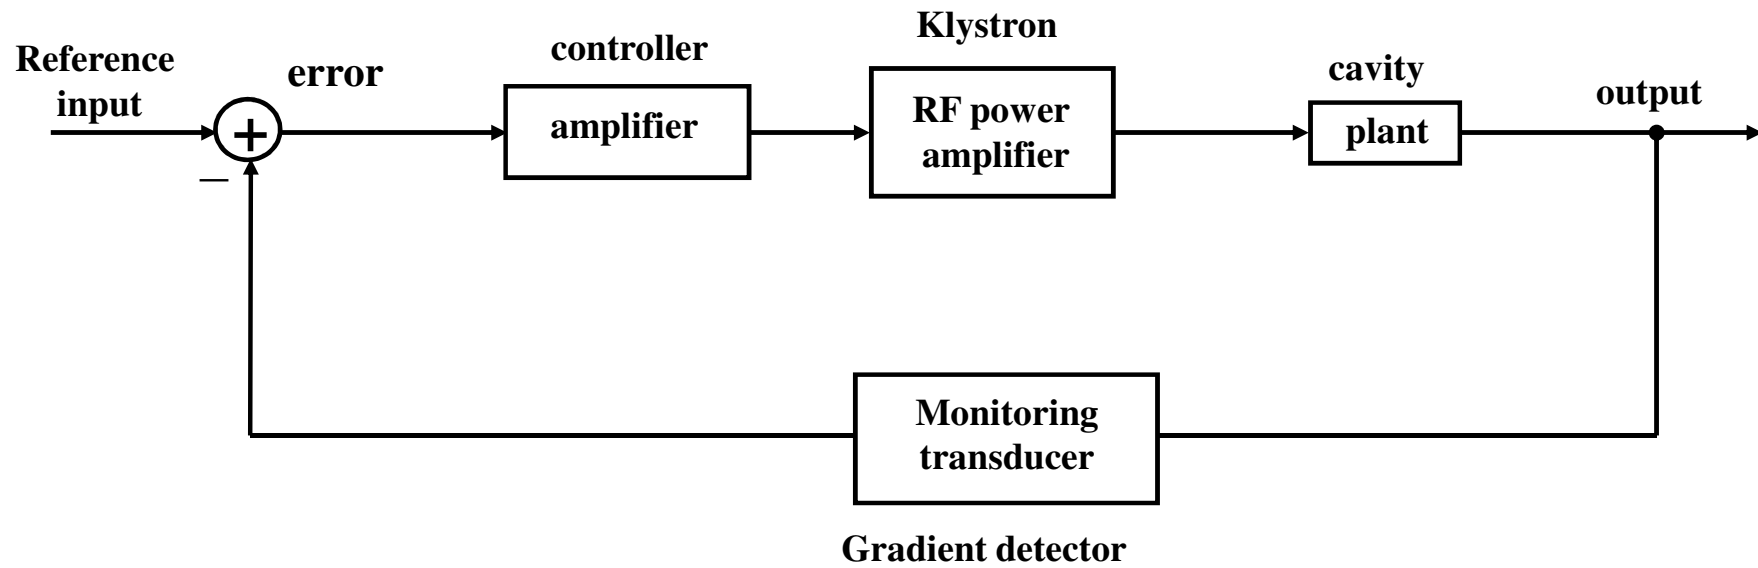 Klystron
controller
Reference
input
error
cavity
output
+
amplifier
RF power
amplifier
plant
–
Monitoring
transducer
Gradient detector